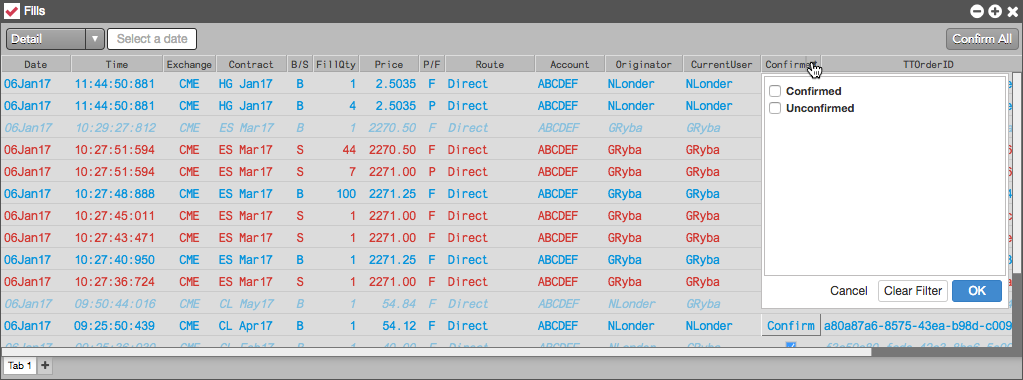 Fills
Detail Select a date Confirm All
Date Time Exchange Contract B/S FillQty Price P/F Route Account Originator CurrentUser Confirm TTOrderID
06Jan17 11:44:50:881 CME HG Jan17 B 1 2.5035 F Direct ABCDEF NLonder NLonder
Confirmed
06Jan17 11:44:50:881 CME HG Jan17 B 4 2.5035 P Direct ABCDEF NLonder NLonder
Unconfirmed
06Jan17 10:29:27:812 CME ES Mar17 B 1 2270.50 F Direct ABCDEF GRyba GRyba
06Jan17 10:27:51:594 CME ES Mar17 S 44 2270.50 F Direct ABCDEF GRyba GRyba
06Jan17 10:27:51:594 CME ES Mar17 S 7 2271.00 P Direct ABCDEF GRyba GRyba
06Jan17 10:27:48:888 CME ES Mar17 B 100 2271.25 F Direct ABCDEF GRyba GRyba
06Jan17 10:27:45:011 CME ES Mar17 S 1 2271.00 F Direct ABCDEF GRyba GRyba
06Jan17 10:27:43:471 CME ES Mar17 S 1 2271.00 F Direct ABCDEF GRyba GRyba
06Jan17 10:27:40:950 CME ES Mar17 B 1 2271.25 F Direct ABCDEF GRyba GRyba
06Jan17 10:27:36:724 CME ES Mar17 S 1 2271.00 F Direct ABCDEF GRyba GRyba
Cancel Clear Filter OK
06Jan17 09:50:44:016 CME CL May17 B 1 54.84 F Direct ABCDEF NLonder NLonder
06Jan17 09:25:50:439 CME CL Apr17 B 1 54.12 F Direct ABCDEF NLonder NLonder Confirm a80a87a6-8575-43ea-b98d-c009
Tab 1 +